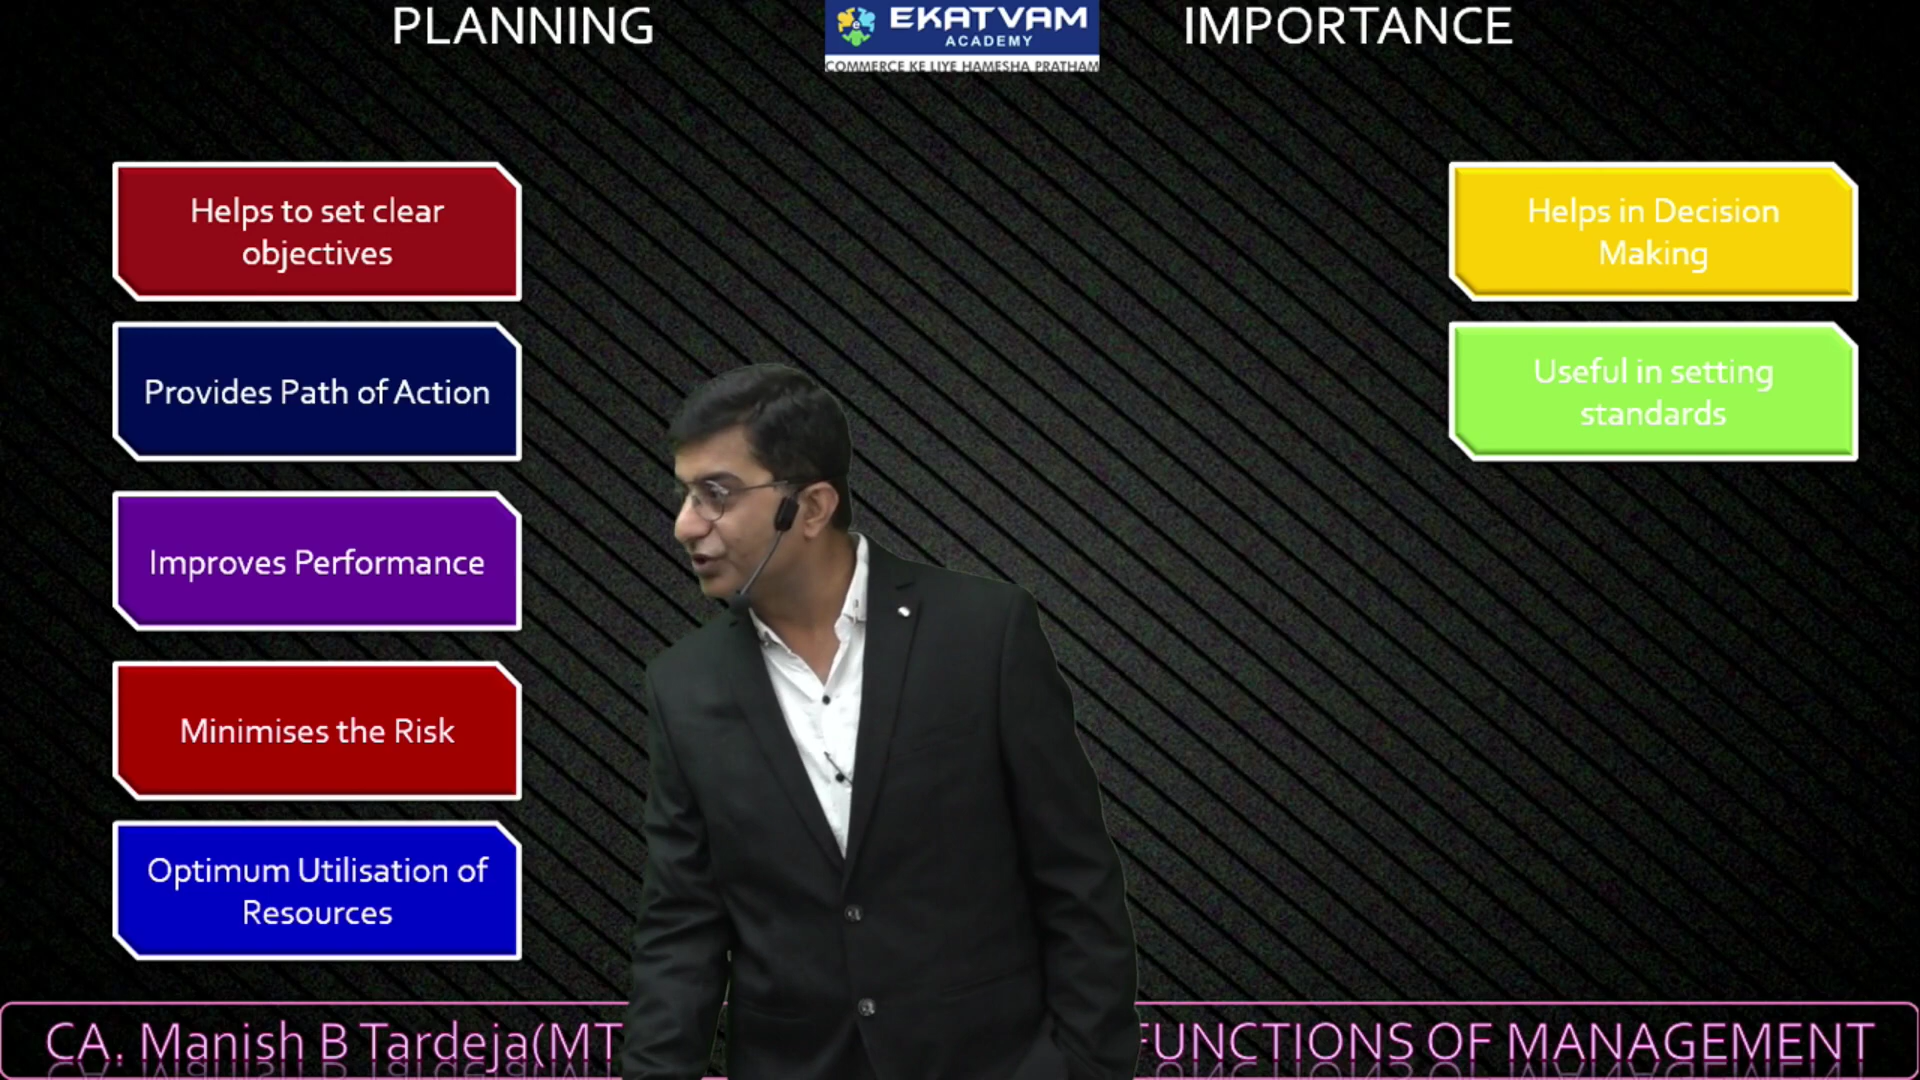 PLANNING
EKATVAM
ACADEMY
COMMERCE KE LIYE HAMESHA PRATHAM
IMPORTANCE
Helps to set clear
objectives
Provides Path of Action
Improves Performance
Minimises the Risk
Optimum Utilisation of
Resources
Helps in Decision
Making
Useful in setting
standards
CA. Manish B Tardeja(MT
FUNCTIONS OF MANAGEMENT